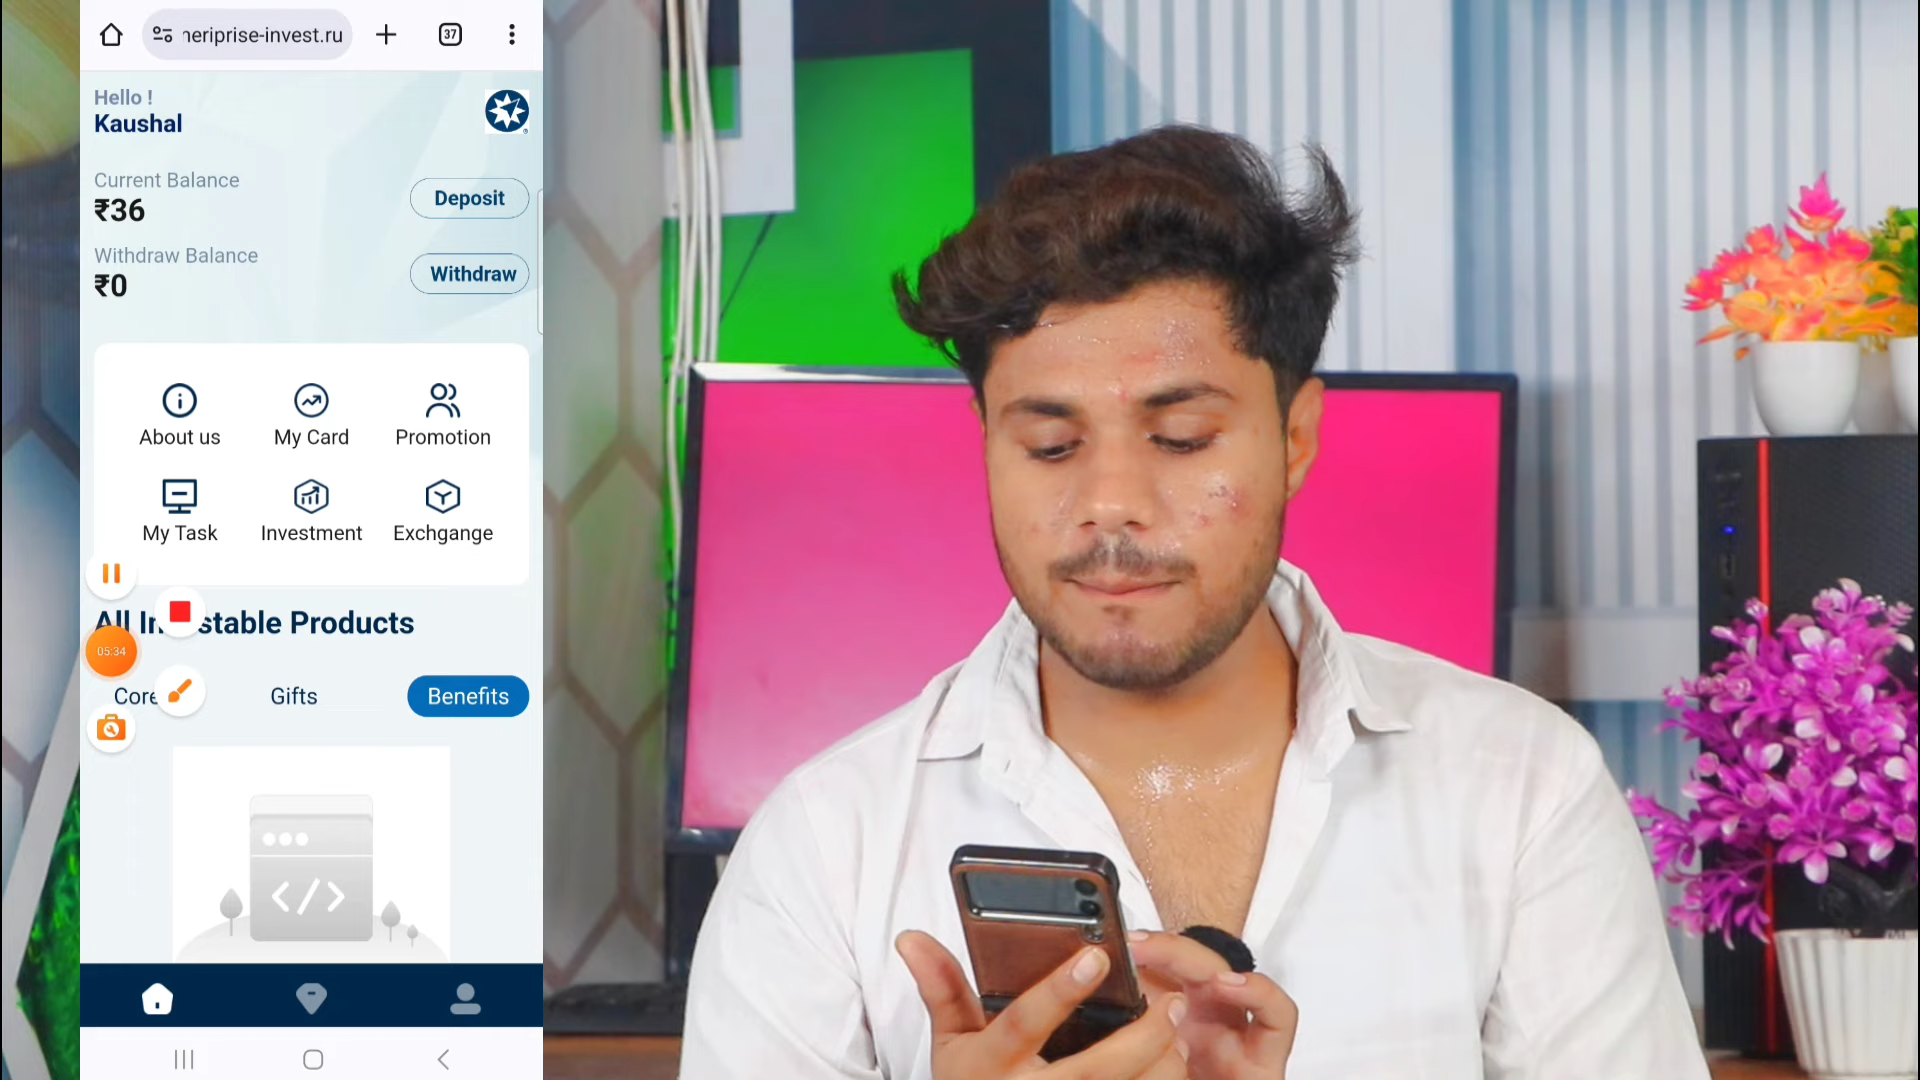 neriprise-invest.ru
37
Hello !
Kaushal
Current Balance
₹36
Deposit
Withdraw Balance
₹0
Withdraw
About us
My Card
Promotion
My Task
Investment
Exchgange
All In stable Products
05:34
Core
Gifts
Benefits